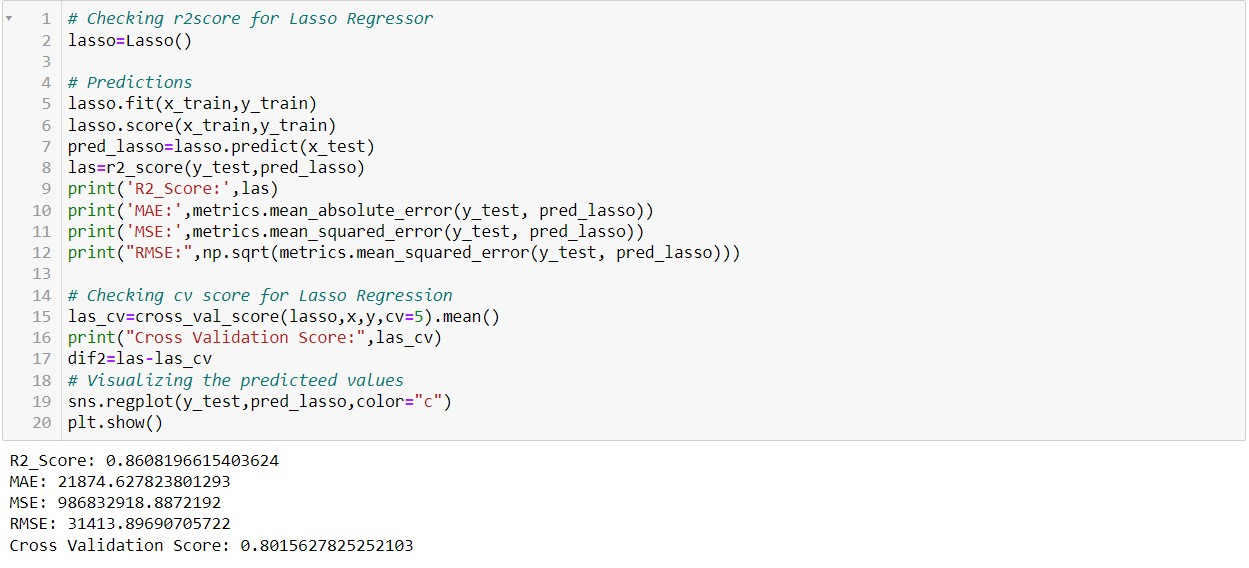 1 # Checking r2score for Lasso Regressor
2 lasso=Lasso()
3
4 # Predictions
5 lasso.fit(x_train,y_train)
6 lasso.score(x_train,y_train)
7 pred_lasso=lasso.predict(x_test)
8 las=r2_score(y_test,pred_lasso)
9 print('R2_Score:',las)
10 print('MAE:',metrics.mean_absolute_error(y_test, pred_lasso))
11 print('MSE:',metrics.mean_squared_error(y_test, pred_lasso))
12 print("RMSE:",np.sqrt(metrics.mean_squared_error(y_test, pred_lasso)))
13
14 # Checking cv score for Lasso Regression
15 las_cv=cross_val_score(lasso,x,y,cv=5).mean()
16 print("Cross Validation Score:",las_cv)
17 dif2=las-las_cv
18 # Visualizing the predicteed values
19 sns.regplot(y_test,pred_lasso,color="c")
20 plt.show()
R2_Score: 0.8608196615403624
MAE: 21874.627823801293
MSE: 986832918.8872192
RMSE: 31413.89690705722
Cross Validation Score: 0.8015627825252103